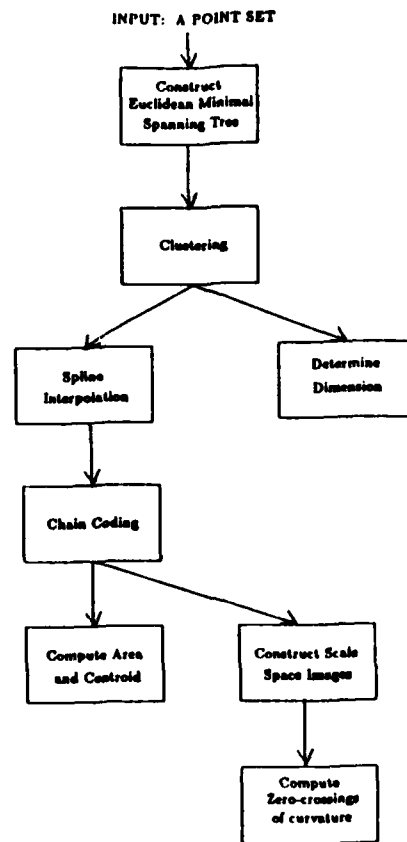 INPUT: A POINT SET
Construct
Euclidean Minimal
Spanning Tree
Clustering
Spline
Interpolation
Determine
Dimension
Chain Coding
Compute Area
and Centroid
Construct Scale
Space Images
Compute
Zero-crossings
of curvature